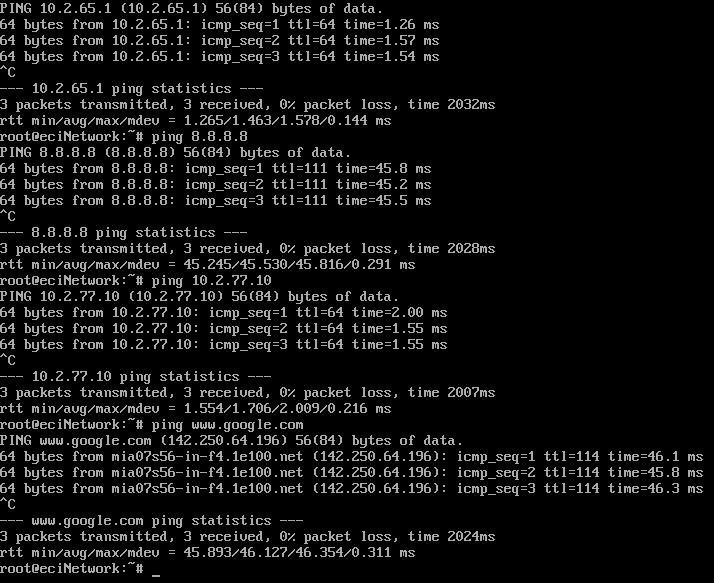 PING 10.2.65.1 (10.2.65.1) 56(84) bytes of data.
64 bytes from 10.2.65.1: icmp_seq=1 ttl=64 time=1.26 ms
64 bytes from 10.2.65.1: icmp_seq=2 ttl=64 time=1.57 ms
64 bytes from 10.2.65.1: icmp_seq=3 ttl=64 time=1.54 ms
^C
--- 10.2.65.1 ping statistics ---
3 packets transmitted, 3 received, 0% packet loss, time 2032ms
rtt min/avg/max/mdev = 1.265/1.463/1.578/0.144 ms
root@eciNetwork:~# ping 8.8.8.8
PING 8.8.8.8 (8.8.8.8) 56(84) bytes of data.
64 bytes from 8.8.8.8: icmp_seq=1 ttl=111 time=45.8 ms
64 bytes from 8.8.8.8: icmp_seq=2 ttl=111 time=45.2 ms
64 bytes from 8.8.8.8: icmp_seq=3 ttl=111 time=45.5 ms
^C
--- 8.8.8.8 ping statistics ---
3 packets transmitted, 3 received, 0% packet loss, time 2028ms
rtt min/avg/max/mdev = 45.245/45.530/45.816/0.291 ms
root@eciNetwork:~# ping 10.2.77.10
PING 10.2.77.10 (10.2.77.10) 56(84) bytes of data.
64 bytes from 10.2.77.10: icmp_seq=1 ttl=64 time=2.00 ms
64 bytes from 10.2.77.10: icmp_seq=2 ttl=64 time=1.55 ms
64 bytes from 10.2.77.10: icmp_seq=3 ttl=64 time=1.55 ms
^C
--- 10.2.77.10 ping statistics ---
3 packets transmitted, 3 received, 0% packet loss, time 2007ms
rtt min/avg/max/mdev = 1.554/1.706/2.009/0.216 ms
root@eciNetwork:~# ping www.google.com
PING www.google.com (142.250.64.196) 56(84) bytes of data.
64 bytes from mia07s56-in-f4.1e100.net (142.250.64.196): icmp_seq=1 ttl=114 time=46.1 ms
64 bytes from mia07s56-in-f4.1e100.net (142.250.64.196): icmp_seq=2 ttl=114 time=45.8 ms
64 bytes from mia07s56-in-f4.1e100.net (142.250.64.196): icmp_seq=3 ttl=114 time=46.3 ms
^C
--- www.google.com ping statistics ---
3 packets transmitted, 3 received, 0% packet loss, time 2024ms
rtt min/avg/max/mdev = 45.893/46.127/46.354/0.311 ms
root@eciNetwork:~# _